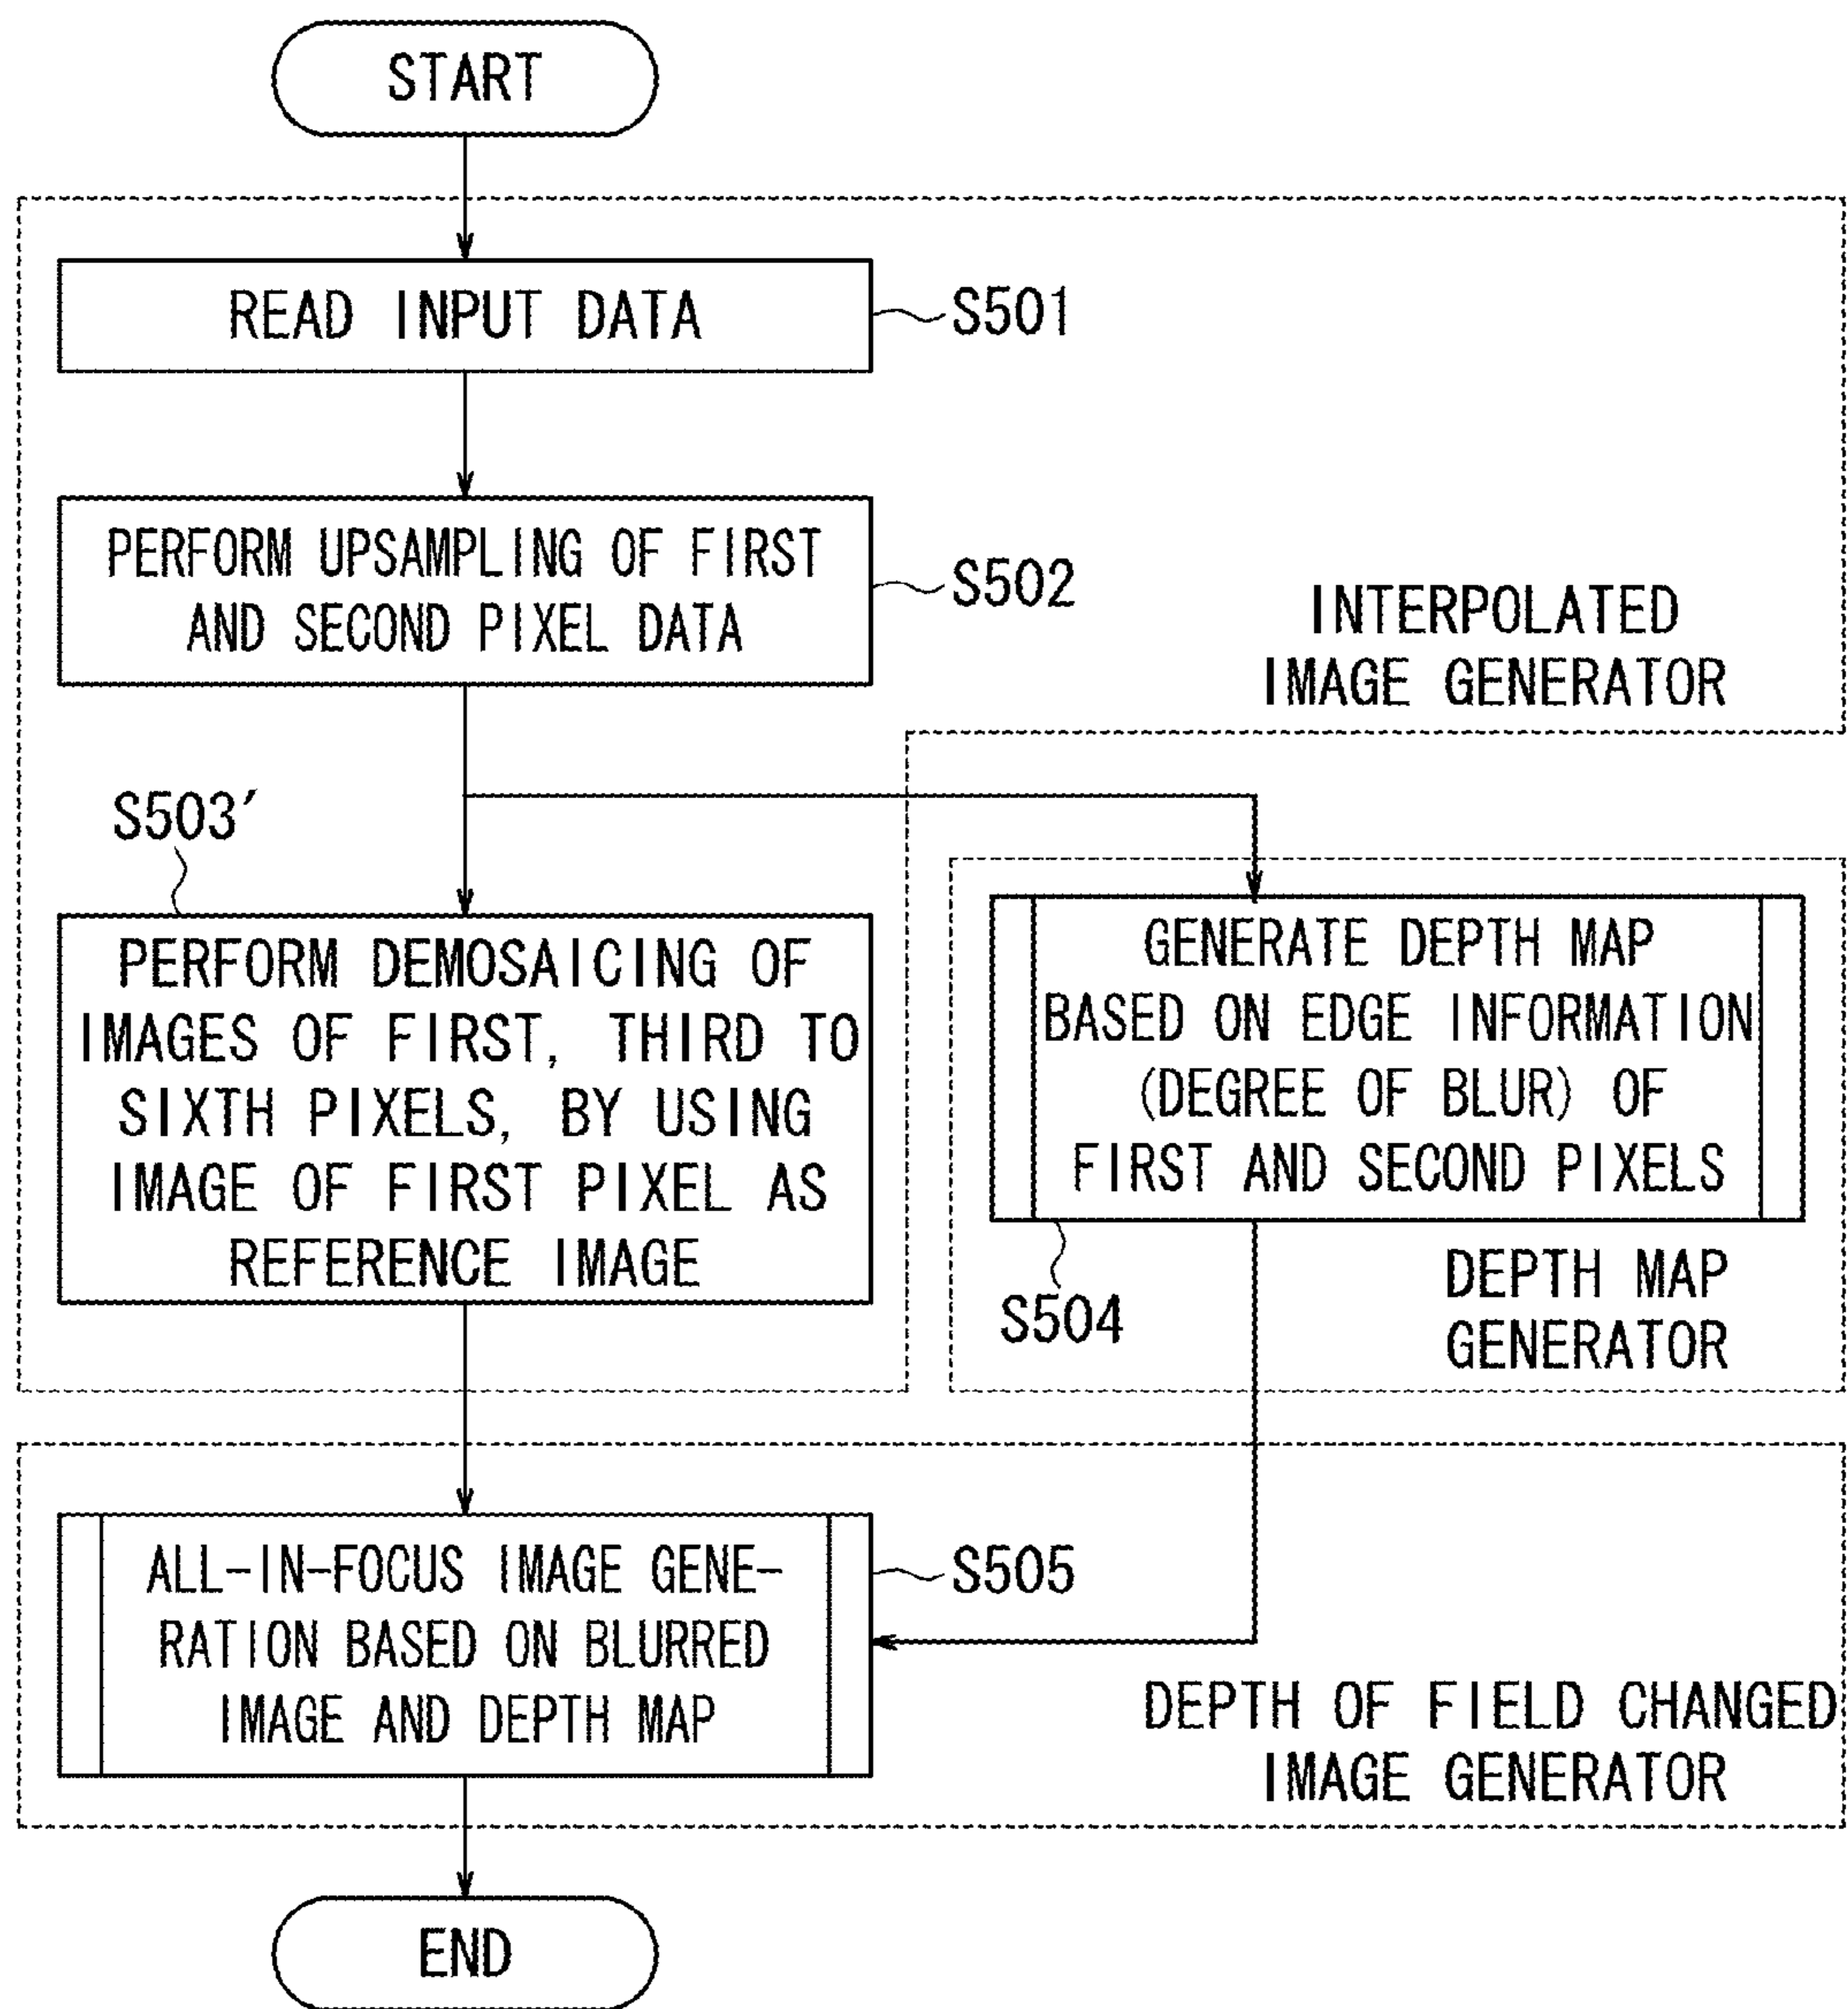 START
READ INPUT DATA
S501
PERFORM UPSAMPLING OF FIRST
AND SECOND PIXEL DATA
S502
INTERPOLATED
IMAGE GENERATOR
S503′
PERFORM DEMOSAICING OF
IMAGES OF FIRST, THIRD TO
SIXTH PIXELS, BY USING
IMAGE OF FIRST PIXEL AS
REFERENCE IMAGE
GENERATE DEPTH MAP
BASED ON EDGE INFORMATION
(DEGREE OF BLUR) OF
FIRST AND SECOND PIXELS
S504
DEPTH MAP
GENERATOR
ALL-IN-FOCUS IMAGE GENE-
RATION BASED ON BLURRED
IMAGE AND DEPTH MAP
S505
DEPTH OF FIELD CHANGED
IMAGE GENERATOR
END